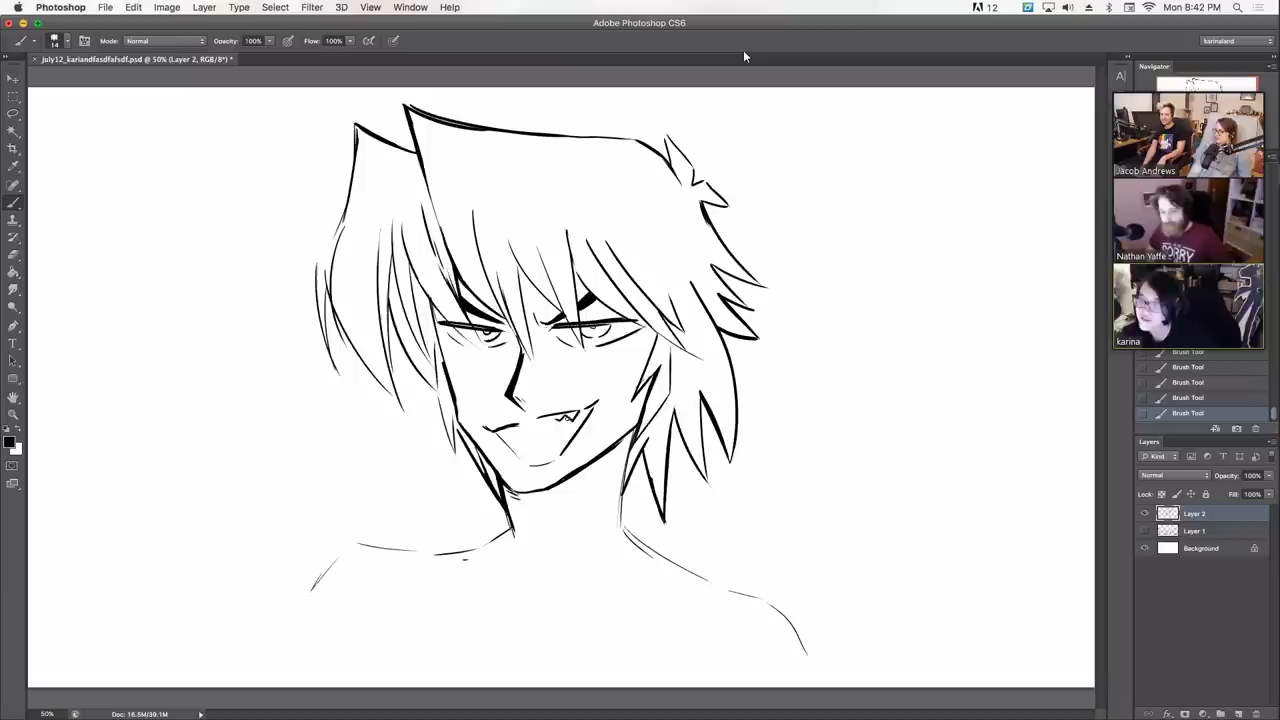 Photoshop File Edit Image Layer Type Select Filter 3D View Window Help 12 Mon 8:42 PM
Adobe Photoshop CS6
14 Mode: Normal Opacity: 100% Flow: 100% karinaland
july12_kariandfasdfafsdf.psd @ 50% (Layer 2, RGB/8*) *
Navigator
Jacob Andrews
Nathan Yaffe
karina
Brush Tool
Brush Tool
Brush Tool
Brush Tool
Brush Tool
Layers
Kind
Normal Opacity: 100%
Lock: Fill: 100%
Layer 2
Layer 1
Background
50% Doc: 16.5M/39.1M